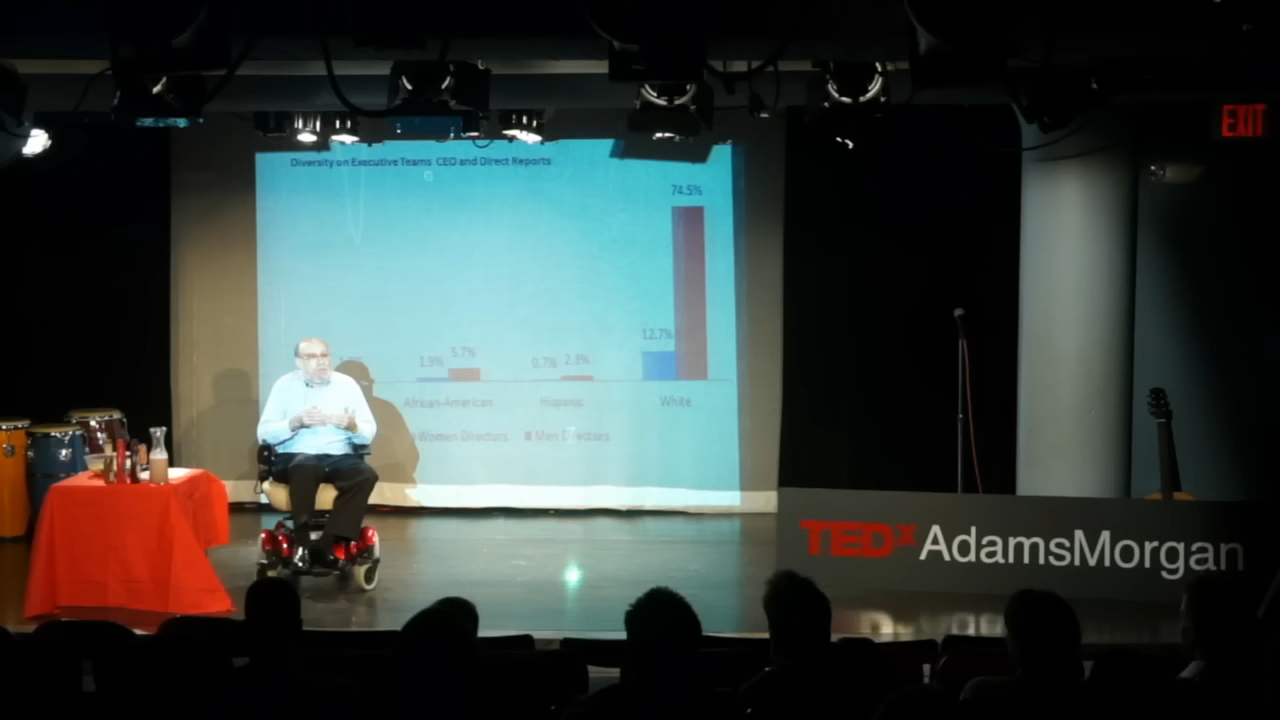 EXIT
Diversity on Executive Teams CEO and Direct Reports
74.5%
12.7%
1.9% 5.7%
0.7% 2.3%
African-American Hispanic White
Women Directors Men Directors
TEDx AdamsMorgan